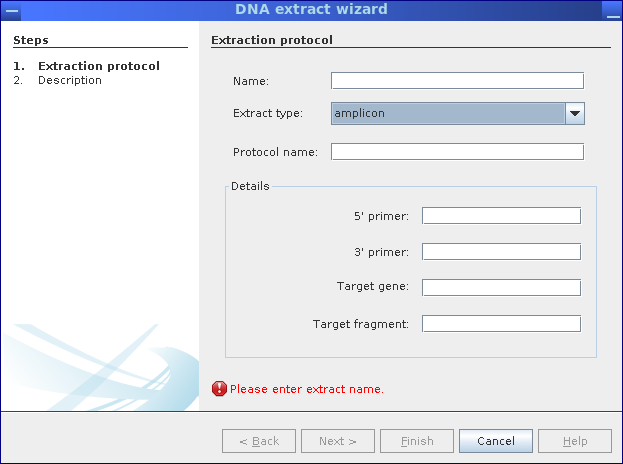 DNA extract wizard
Steps
1. Extraction protocol
2. Description
Extraction protocol
Name:
Extract type: amplicon
Protocol name:
Details
5' primer:
3' primer:
Target gene:
Target fragment:
Please enter extract name.
< Back Next > Finish Cancel Help